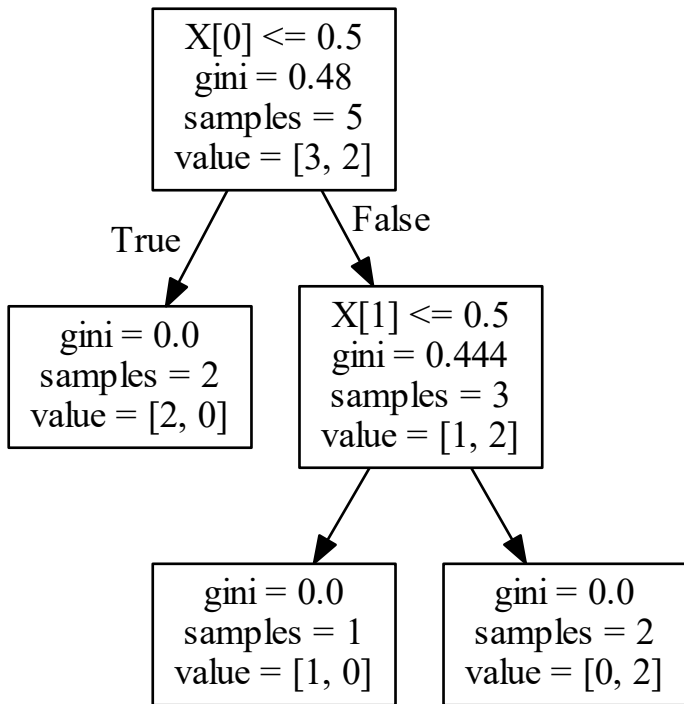 X[0] <= 0.5
gini = 0.48
samples = 5
value = [3, 2]
True
False
gini = 0.0
samples = 2
value = [2, 0]
X[1] <= 0.5
gini = 0.444
samples = 3
value = [1, 2]
gini = 0.0
samples = 1
value = [1, 0]
gini = 0.0
samples = 2
value = [0, 2]